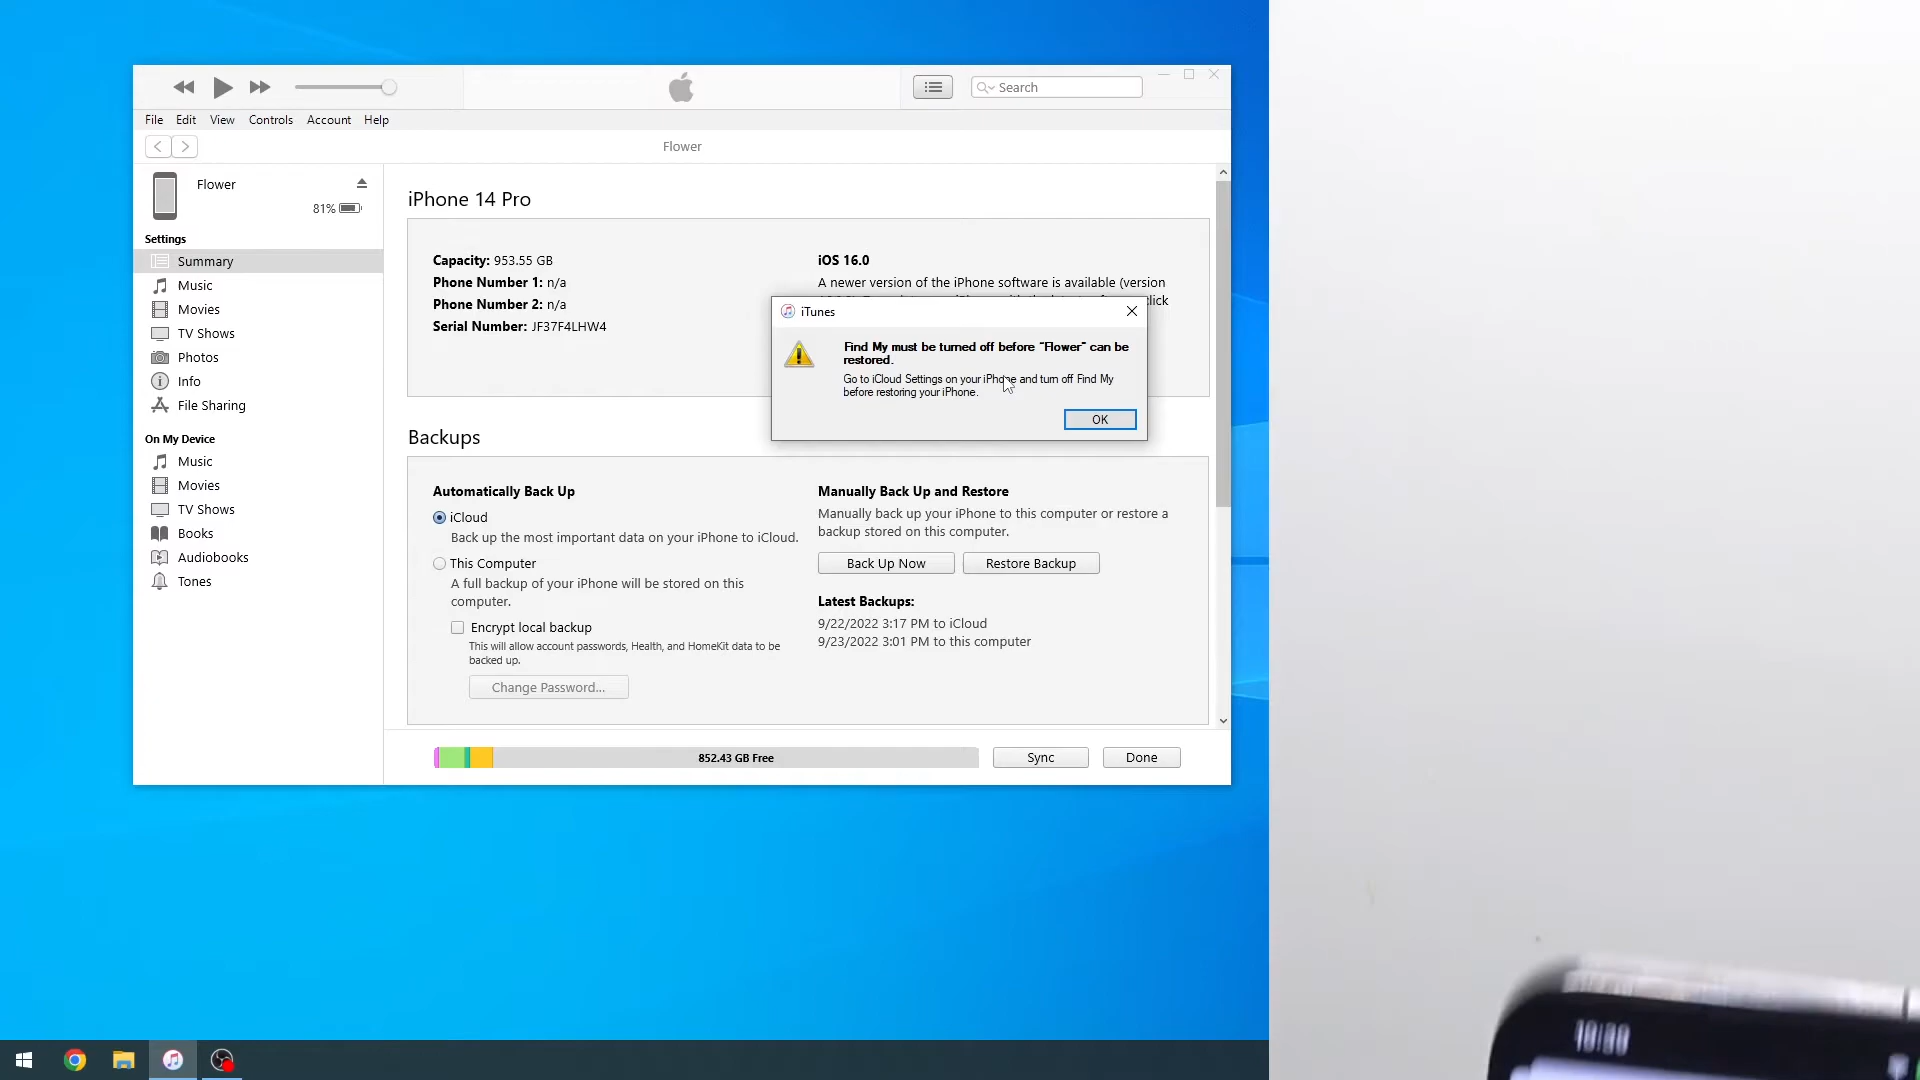 Search
File Edit View Controls Account Help
Flower
Flower
81%
Settings
Summary
Music
Movies
TV Shows
Photos
Info
File Sharing
On My Device
Music
Movies
TV Shows
Books
Audiobooks
Tones
iPhone 14 Pro
Capacity: 953.55 GB
Phone Number 1: n/a
Phone Number 2: n/a
Serial Number: JF37F4LHW4
iOS 16.0
A newer version of the iPhone software is available (version
iTunes
Find My must be turned off before "Flower" can be
restored.
Go to iCloud Settings on your iPhone and turn off Find My
before restoring your iPhone.
OK
Backups
Automatically Back Up
iCloud
Back up the most important data on your iPhone to iCloud.
This Computer
A full backup of your iPhone will be stored on this
computer.
Encrypt local backup
This will allow account passwords, Health, and HomeKit data to be
backed up.
Change Password...
Manually Back Up and Restore
Manually back up your iPhone to this computer or restore a
backup stored on this computer.
Back Up Now
Restore Backup
Latest Backups:
9/22/2022 3:17 PM to iCloud
9/23/2022 3:01 PM to this computer
852.43 GB Free
Sync
Done